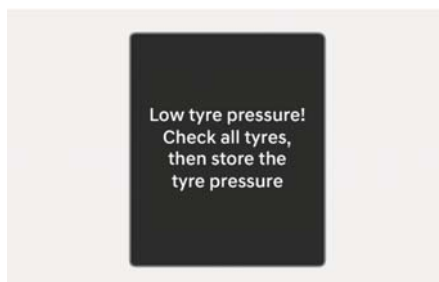 Low tyre pressure!
Check all tyres,
then store the
tyre pressure